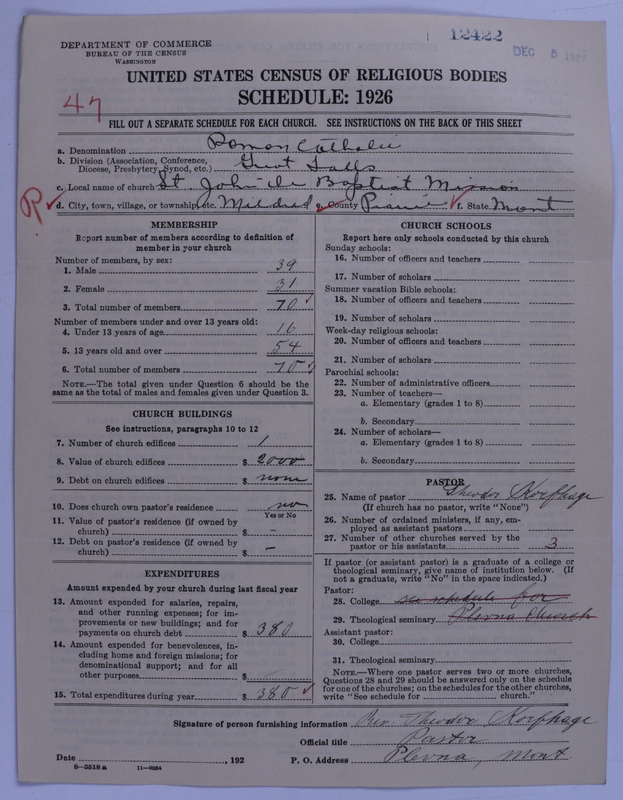 12422
DEC 5 1927
DEPARTMENT OF COMMERCE
BUREAU OF THE CENSUS
WASHINGTON
UNITED STATES CENSUS OF RELIGIOUS BODIES
SCHEDULE: 1926
47
FILL OUT A SEPARATE SCHEDULE FOR EACH CHURCH. SEE INSTRUCTIONS ON THE BACK OF THIS SHEET
a. Denomination Roman Catholic
b. Division (Association, Conference, Diocese, Presbytery, Synod, etc.) Great Falls
c. Local name of church St. John the Baptist Mission
R d. City, town, village, or township, etc. Mildred e. County Prairie f. State Mont
MEMBERSHIP
Report number of members according to definition of
member in your church
Number of members, by sex:
1. Male 39
2. Female 31
3. Total number of members 70
Number of members under and over 13 years old:
4. Under 13 years of age 16
5. 13 years old and over 54
6. Total number of members 70
NOTE.—The total given under Question 6 should be
same as the total of males and females given under Question 3.
CHURCH BUILDINGS
See instructions, paragraphs 10 to 12
7. Number of church edifices 1
8. Value of church edifices $ 2000
9. Debt on church edifices $ none
10. Does church own pastor's residence no
Yes or No
11. Value of pastor's residence (if owned by
church) $ -
12. Debt on pastor's residence (if owned by
church) $ -
EXPENDITURES
Amount expended by your church during last fiscal year
13. Amount expended for salaries, repairs,
and other running expenses; for im-
provements or new buildings; and for
payments on church debt $ 380
14. Amount expended for benevolences, in-
cluding home and foreign missions; for
denominational support; and for all
other purposes $ -
15. Total expenditures during year $ 380
CHURCH SCHOOLS
Report here only schools conducted by this church
Sunday schools:
16. Number of officers and teachers
17. Number of scholars
Summer vacation Bible schools:
18. Number of officers and teachers
19. Number of scholars
Week-day religious schools:
20. Number of officers and teachers
21. Number of scholars
Parochial schools:
22. Number of administrative officers
23. Number of teachers—
a. Elementary (grades 1 to 8)
b. Secondary
24. Number of scholars—
a. Elementary (grades 1 to 8)
b. Secondary
PASTOR
25. Name of pastor Theodor Korfhage
(If church has no pastor, write "None")
26. Number of ordained ministers, if any, em-
ployed as assistant pastors
27. Number of other churches served by the
pastor or his assistants 3
If pastor (or assistant pastor) is a graduate of a college or
theological seminary, give name of institution below. (If
not a graduate, write "No" in the space indicated.)
Pastor:
28. College see schedule for
29. Theological seminary Plevna Church
Assistant pastor:
30. College
31. Theological seminary
NOTE.—Where one pastor serves two or more churches,
Questions 28 and 29 should be answered only on the schedule
for one of the churches; on the schedules for the other churches,
write "See schedule for ____ church."
Signature of person furnishing information Rev. Theodor Korfhage
Official title Pastor
Date ____, 192 P. O. Address Plevna, Mont
8—5518a 11—9054